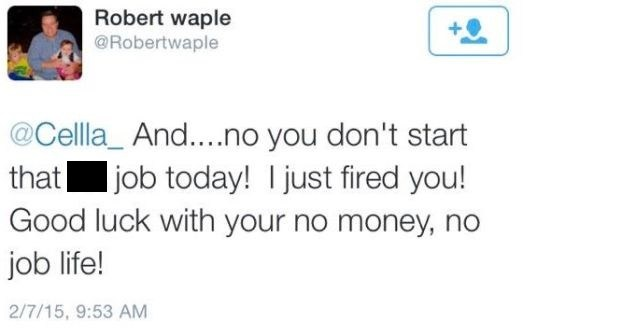 Robert waple
@Robertwaple
@Cellla_ And....no you don't start
that job today! I just fired you!
Good luck with your no money, no
job life!
2/7/15, 9:53 AM